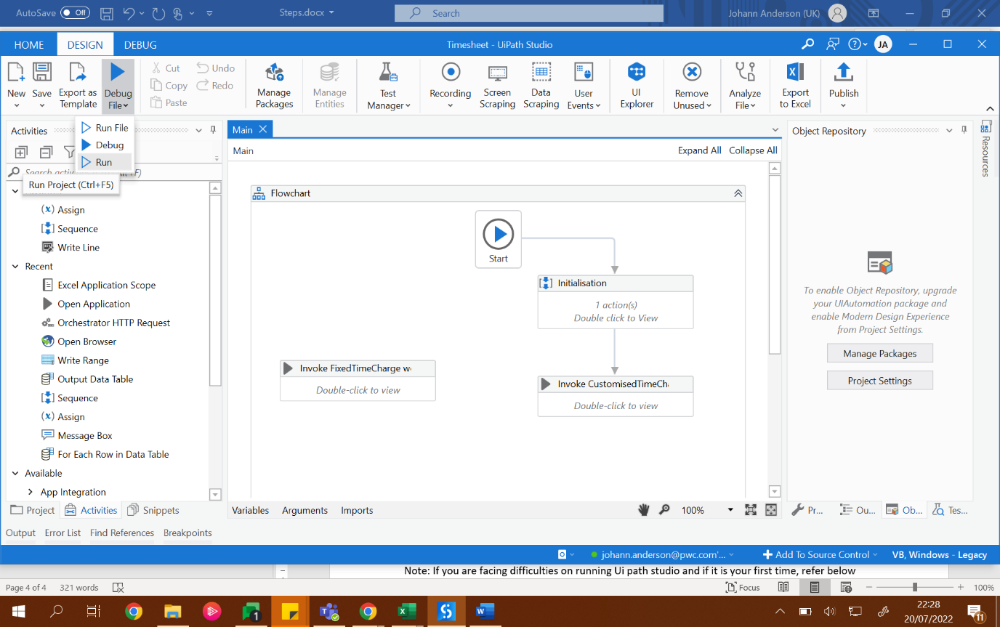 AutoSave Off Steps.docx Search Johann Anderson (UK)
HOME DESIGN DEBUG Timesheet - UiPath Studio JA
New Save Export as Template Debug File
Cut Copy Paste Undo Redo
Manage Packages
Manage Entities
Test Manager
Recording
Screen Scraping
Data Scraping
User Events
UI Explorer
Remove Unused
Analyze File
Export to Excel
Publish
Run File
Debug
Run
Run Project (Ctrl+F5)
Activities
Assign
Sequence
Write Line
Recent
Excel Application Scope
Open Application
Orchestrator HTTP Request
Open Browser
Write Range
Output Data Table
Sequence
Assign
Message Box
For Each Row in Data Table
Available
App Integration
Project Activities Snippets
Main
Main Expand All Collapse All
Flowchart
Start
Initialisation
1 action(s)
Double click to View
Invoke FixedTimeCharge
Double-click to view
Invoke
Double-click to view
Variables Arguments Imports 100%
Object Repository
Resources
To enable Object Repository, upgrade
your UIAutomation package and
enable Modern Design Experience
from Project Settings.
Manage Packages
Project Settings
Pr... Ou... Ob... Tes...
Output Error List Find References Breakpoints
johann.anderson@pwc.com'... Add To Source Control VB, Windows - Legacy
Note: If you are facing difficulties on running Ui path studio and if it is your first time, refer below
Page 4 of 4 321 words Focus 100%
1
22:28
20/07/2022
11